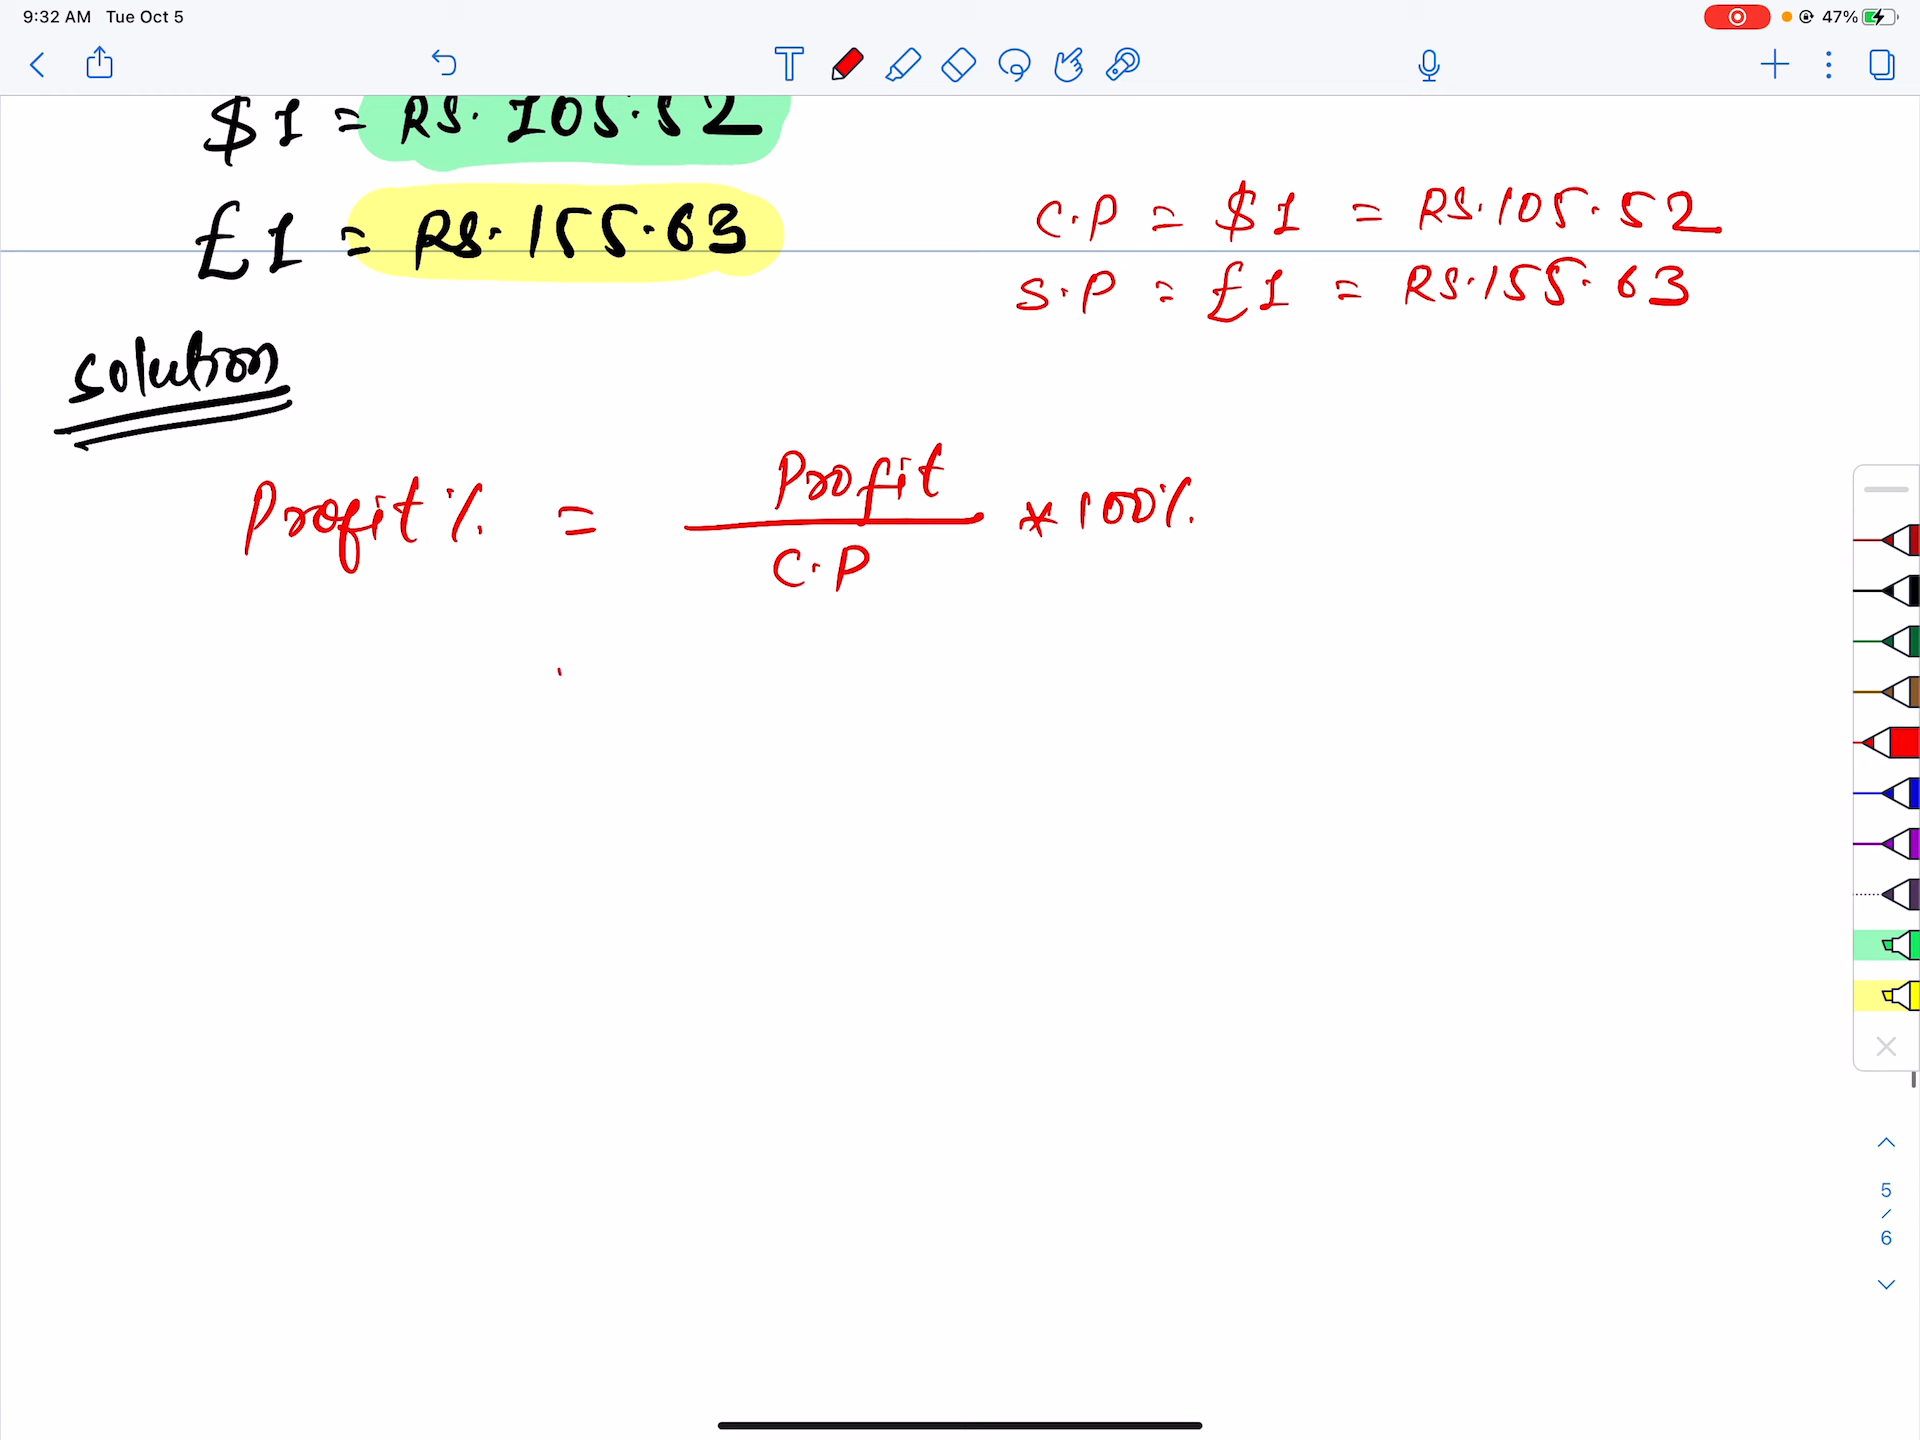 9:32 AM Tue Oct 5
47%
$1 = RS. 105.52
£1 = RS. 155.63
C.P = $1 = RS.105.52
S.P = £1 = RS.155.63
Solution
Profit % = Profit / C.P * 100%
5
/
6